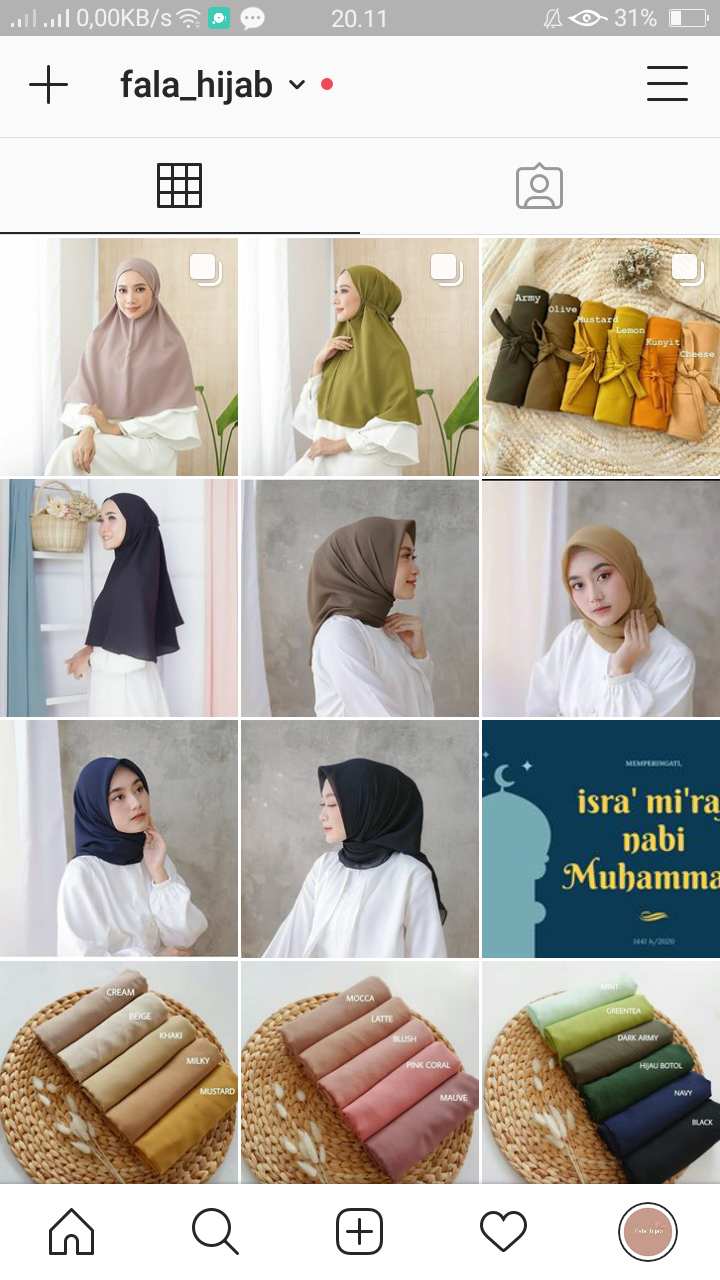 0,00KB/s
20.11
31%
fala_hijab
Army
Olive
Mustard
Lemon
Kunyit
Cheese
MEMPERINGATI,
isra' mi'raj
nabi
Muhamma
1441 h/2020
CREAM
BEIGE
KHAKI
MILKY
MUSTARD
MOCCA
LATTE
BLUSH
PINK CORAL
MAUVE
MINT
GREENTEA
DARK ARMY
HIJAU BOTOL
NAVY
BLACK
fala_hijab